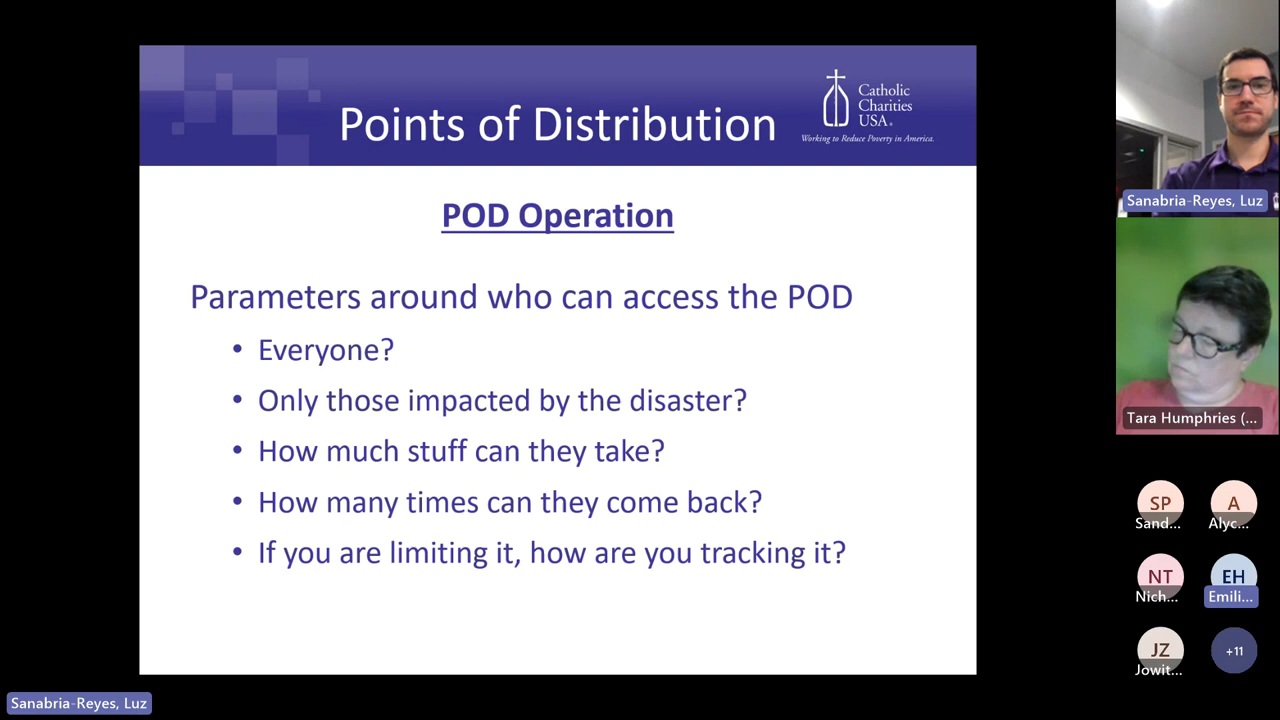 Points of Distribution
Catholic
Charities
USA®
Working to Reduce Poverty in America.
POD Operation
Parameters around who can access the POD
• Everyone?
• Only those impacted by the disaster?
• How much stuff can they take?
• How many times can they come back?
• If you are limiting it, how are you tracking it?
Sanabria-Reyes, Luz
Tara Humphries (...
SP
Sand...
A
Alyc...
NT
Nich...
EH
Emili...
JZ
Jowit...
+11
Sanabria-Reyes, Luz